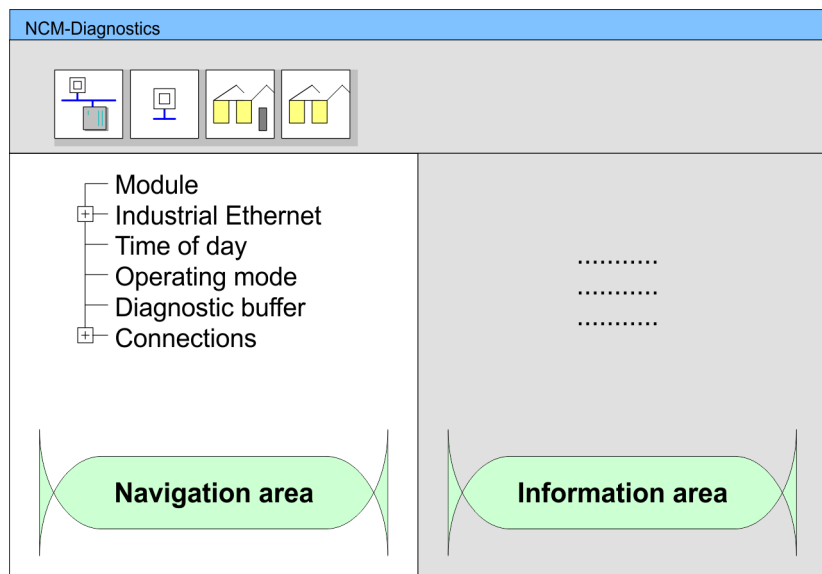 NCM-Diagnostics
Module
Industrial Ethernet
Time of day
Operating mode
Diagnostic buffer
Connections
...........
...........
...........
Navigation area
Information area